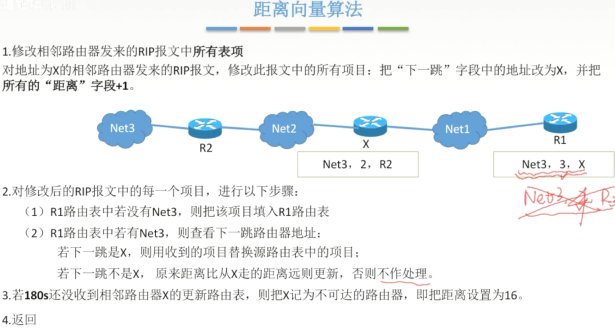 距离向量算法
1.修改相邻路由器发来的RIP报文中所有表项
对地址为X的相邻路由器发来的RIP报文，修改此报文中的所有项目：把“下一跳”字段中的地址改为X，并把
所有的“距离”字段+1。
Net3
R2
Net2
X
Net1
R1
Net3，2，R2
Net3，3，X
Net3
2.对修改后的RIP报文中的每一个项目，进行以下步骤：
（1）R1路由表中若没有Net3，则把该项目填入R1路由表
（2）R1路由表中若有Net3，则查看下一跳路由器地址：
若下一跳是X，则用收到的项目替换源路由表中的项目；
若下一跳不是X，原来距离比从X走的距离远则更新，否则不作处理。
3.若180s还没收到相邻路由器X的更新路由表，则把X记为不可达的路由器，即把距离设置为16。
4.返回